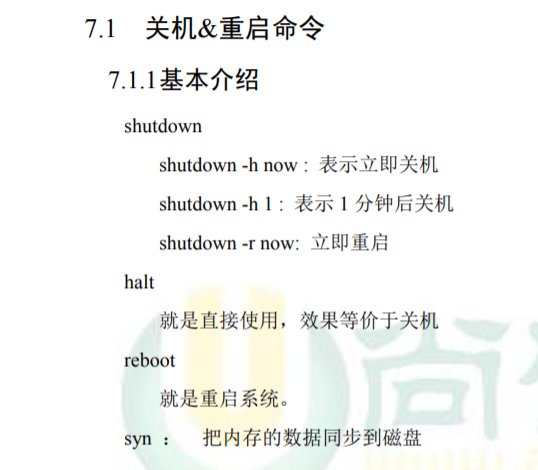 7.1 关机&重启命令
7.1.1基本介绍
shutdown
shutdown -h now : 表示立即关机
shutdown -h 1 : 表示 1 分钟后关机
shutdown -r now: 立即重启
halt
就是直接使用，效果等价于关机
reboot
就是重启系统。
syn ： 把内存的数据同步到磁盘
尚